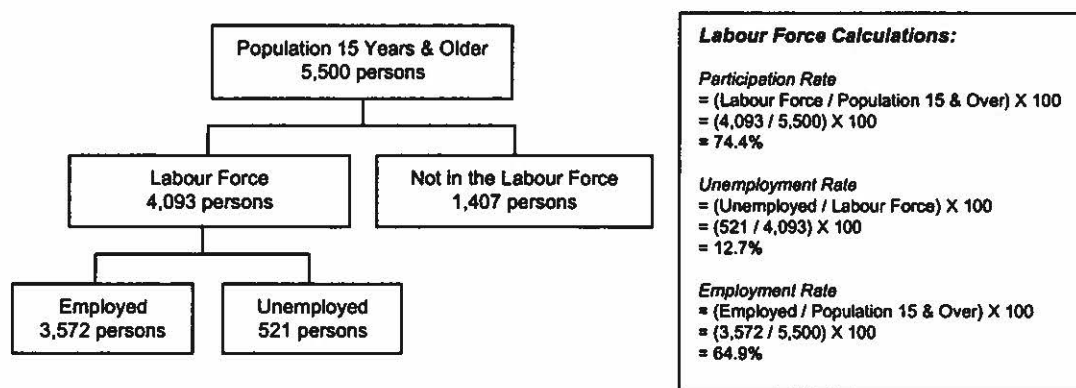 Population 15 Years & Older
5,500 persons
Labour Force
4,093 persons
Not in the Labour Force
1,407 persons
Employed
3,572 persons
Unemployed
521 persons
Labour Force Calculations:
Participation Rate
= (Labour Force / Population 15 & Over) X 100
= (4,093 / 5,500) X 100
= 74.4%
Unemployment Rate
= (Unemployed / Labour Force) X 100
= (521 / 4,093) X 100
= 12.7%
Employment Rate
= (Employed / Population 15 & Over) X 100
= (3,572 / 5,500) X 100
= 64.9%